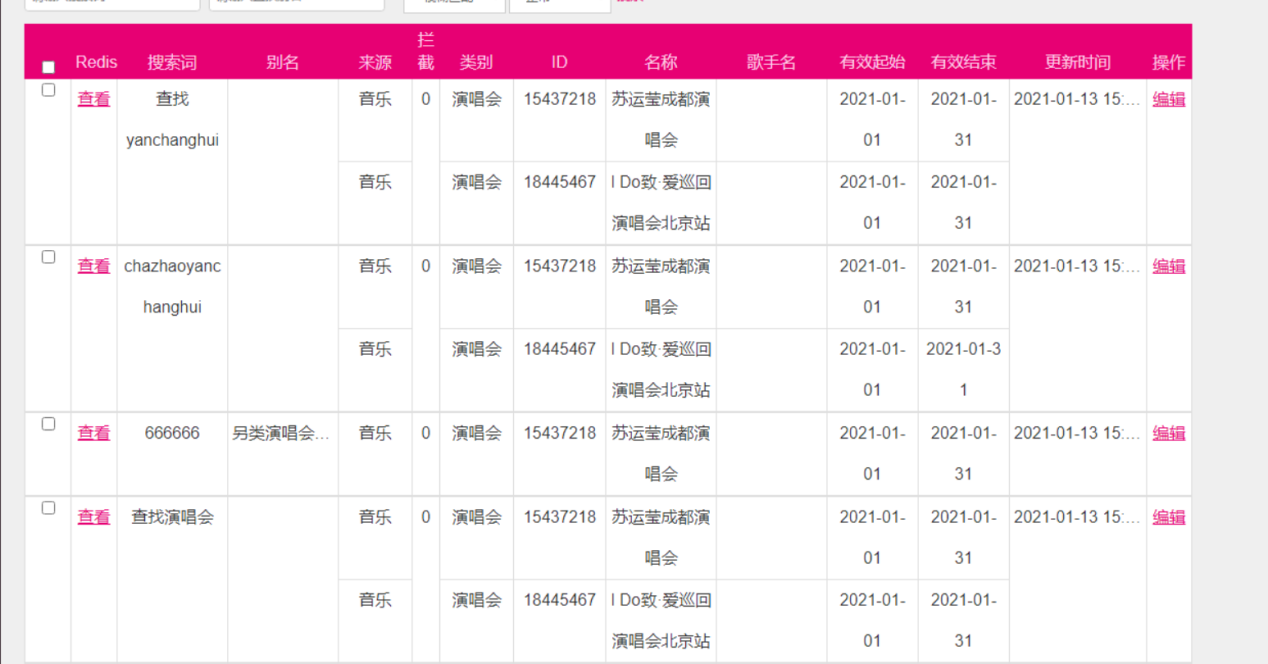 拦
Redis 搜索词 别名 来源 截 类别 ID 名称 歌手名 有效起始 有效结束 更新时间 操作
查看 查找 音乐 0 演唱会 15437218 苏运莹成都演 2021-01- 2021-01- 2021-01-13 15:... 编辑
yanchanghui 唱会 01 31
音乐 演唱会 18445467 I Do致·爱巡回 2021-01- 2021-01-
演唱会北京站 01 31
查看 chazhaoyanc 音乐 0 演唱会 15437218 苏运莹成都演 2021-01- 2021-01- 2021-01-13 15:... 编辑
hanghui 唱会 01 31
音乐 演唱会 18445467 I Do致·爱巡回 2021-01- 2021-01-3
演唱会北京站 01 1
查看 666666 另类演唱会... 音乐 0 演唱会 15437218 苏运莹成都演 2021-01- 2021-01- 2021-01-13 15:... 编辑
唱会 01 31
查看 查找演唱会 音乐 0 演唱会 15437218 苏运莹成都演 2021-01- 2021-01- 2021-01-13 15:... 编辑
唱会 01 31
音乐 演唱会 18445467 I Do致·爱巡回 2021-01- 2021-01-
演唱会北京站 01 31